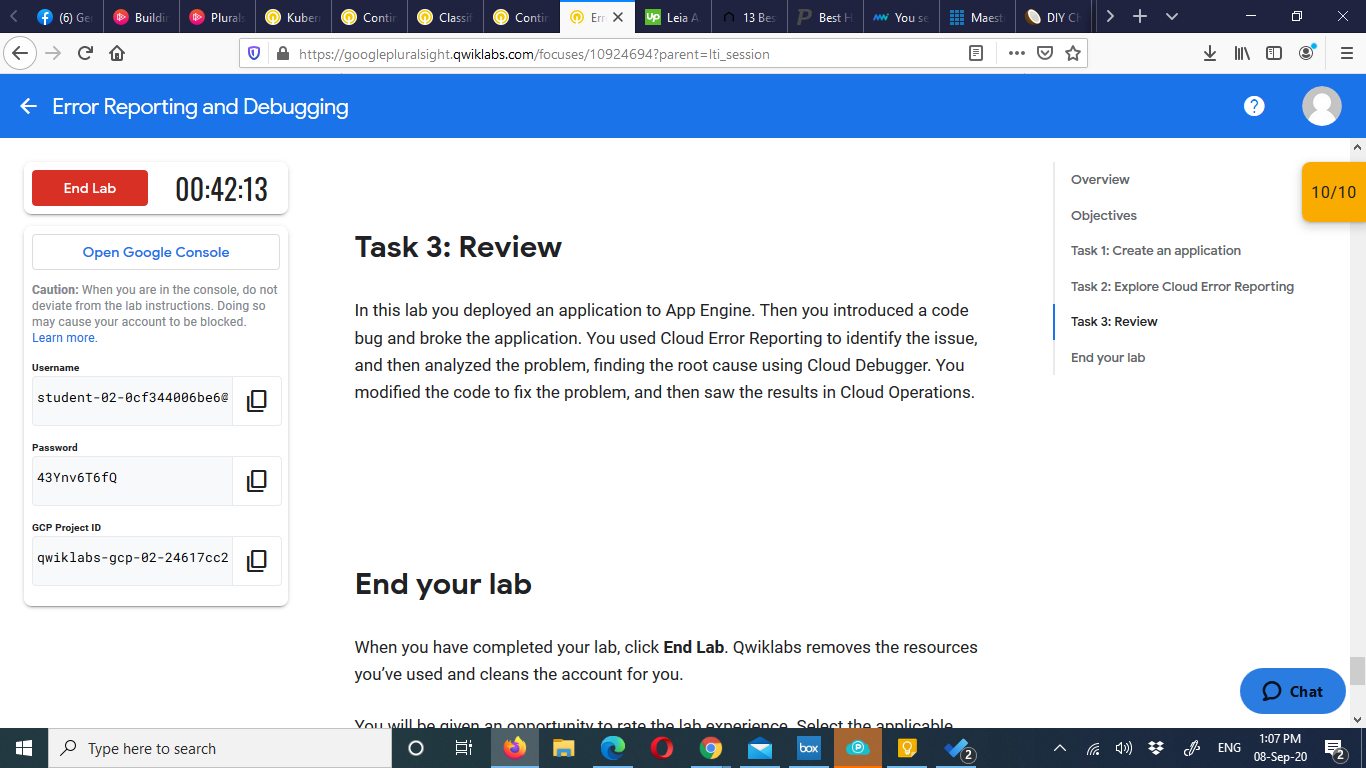 (6) Ge
Buildin
Plurals
Kubern
Contin
Classif
Contin
Err
Leia A
13 Bes
Best H
You se
Maest
DIY Ch
https://googlepluralsight.qwiklabs.com/focuses/10924694?parent=lti_session
Error Reporting and Debugging
End Lab
00:42:13
Open Google Console
Caution: When you are in the console, do not
deviate from the lab instructions. Doing so
may cause your account to be blocked.
Learn more.
Username
student-02-0cf344006be6@
Password
43Ynv6T6fQ
GCP Project ID
qwiklabs-gcp-02-24617cc2
Task 3: Review
In this lab you deployed an application to App Engine. Then you introduced a code
bug and broke the application. You used Cloud Error Reporting to identify the issue,
and then analyzed the problem, finding the root cause using Cloud Debugger. You
modified the code to fix the problem, and then saw the results in Cloud Operations.
End your lab
When you have completed your lab, click End Lab. Qwiklabs removes the resources
you've used and cleans the account for you.
You will be given an opportunity to rate the lab experience. Select the applicable
Overview
Objectives
Task 1: Create an application
Task 2: Explore Cloud Error Reporting
Task 3: Review
End your lab
10/10
Chat
Type here to search
box
2
ENG
1:07 PM
08-Sep-20
2